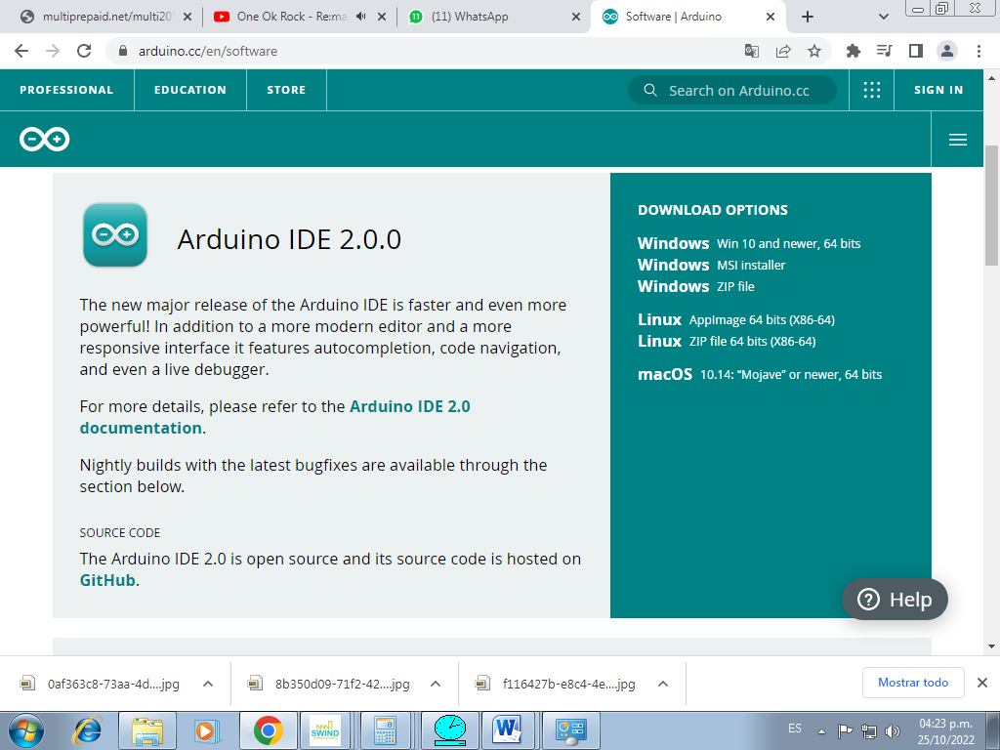 multiprepaid.net/multi20
One Ok Rock - Re:ma
(11) WhatsApp
Software | Arduino
arduino.cc/en/software
PROFESSIONAL
EDUCATION
STORE
Search on Arduino.cc
SIGN IN
Arduino IDE 2.0.0
The new major release of the Arduino IDE is faster and even more
powerful! In addition to a more modern editor and a more
responsive interface it features autocompletion, code navigation,
and even a live debugger.
For more details, please refer to the Arduino IDE 2.0
documentation.
Nightly builds with the latest bugfixes are available through the
section below.
SOURCE CODE
The Arduino IDE 2.0 is open source and its source code is hosted on
GitHub.
DOWNLOAD OPTIONS
Windows Win 10 and newer, 64 bits
Windows MSI installer
Windows ZIP file
Linux AppImage 64 bits (X86-64)
Linux ZIP file 64 bits (X86-64)
macOS 10.14: “Mojave” or newer, 64 bits
Help
0af363c8-73aa-4d....jpg
8b350d09-71f2-42....jpg
f116427b-e8c4-4e....jpg
Mostrar todo
SWIND
ES
04:23 p.m.
25/10/2022